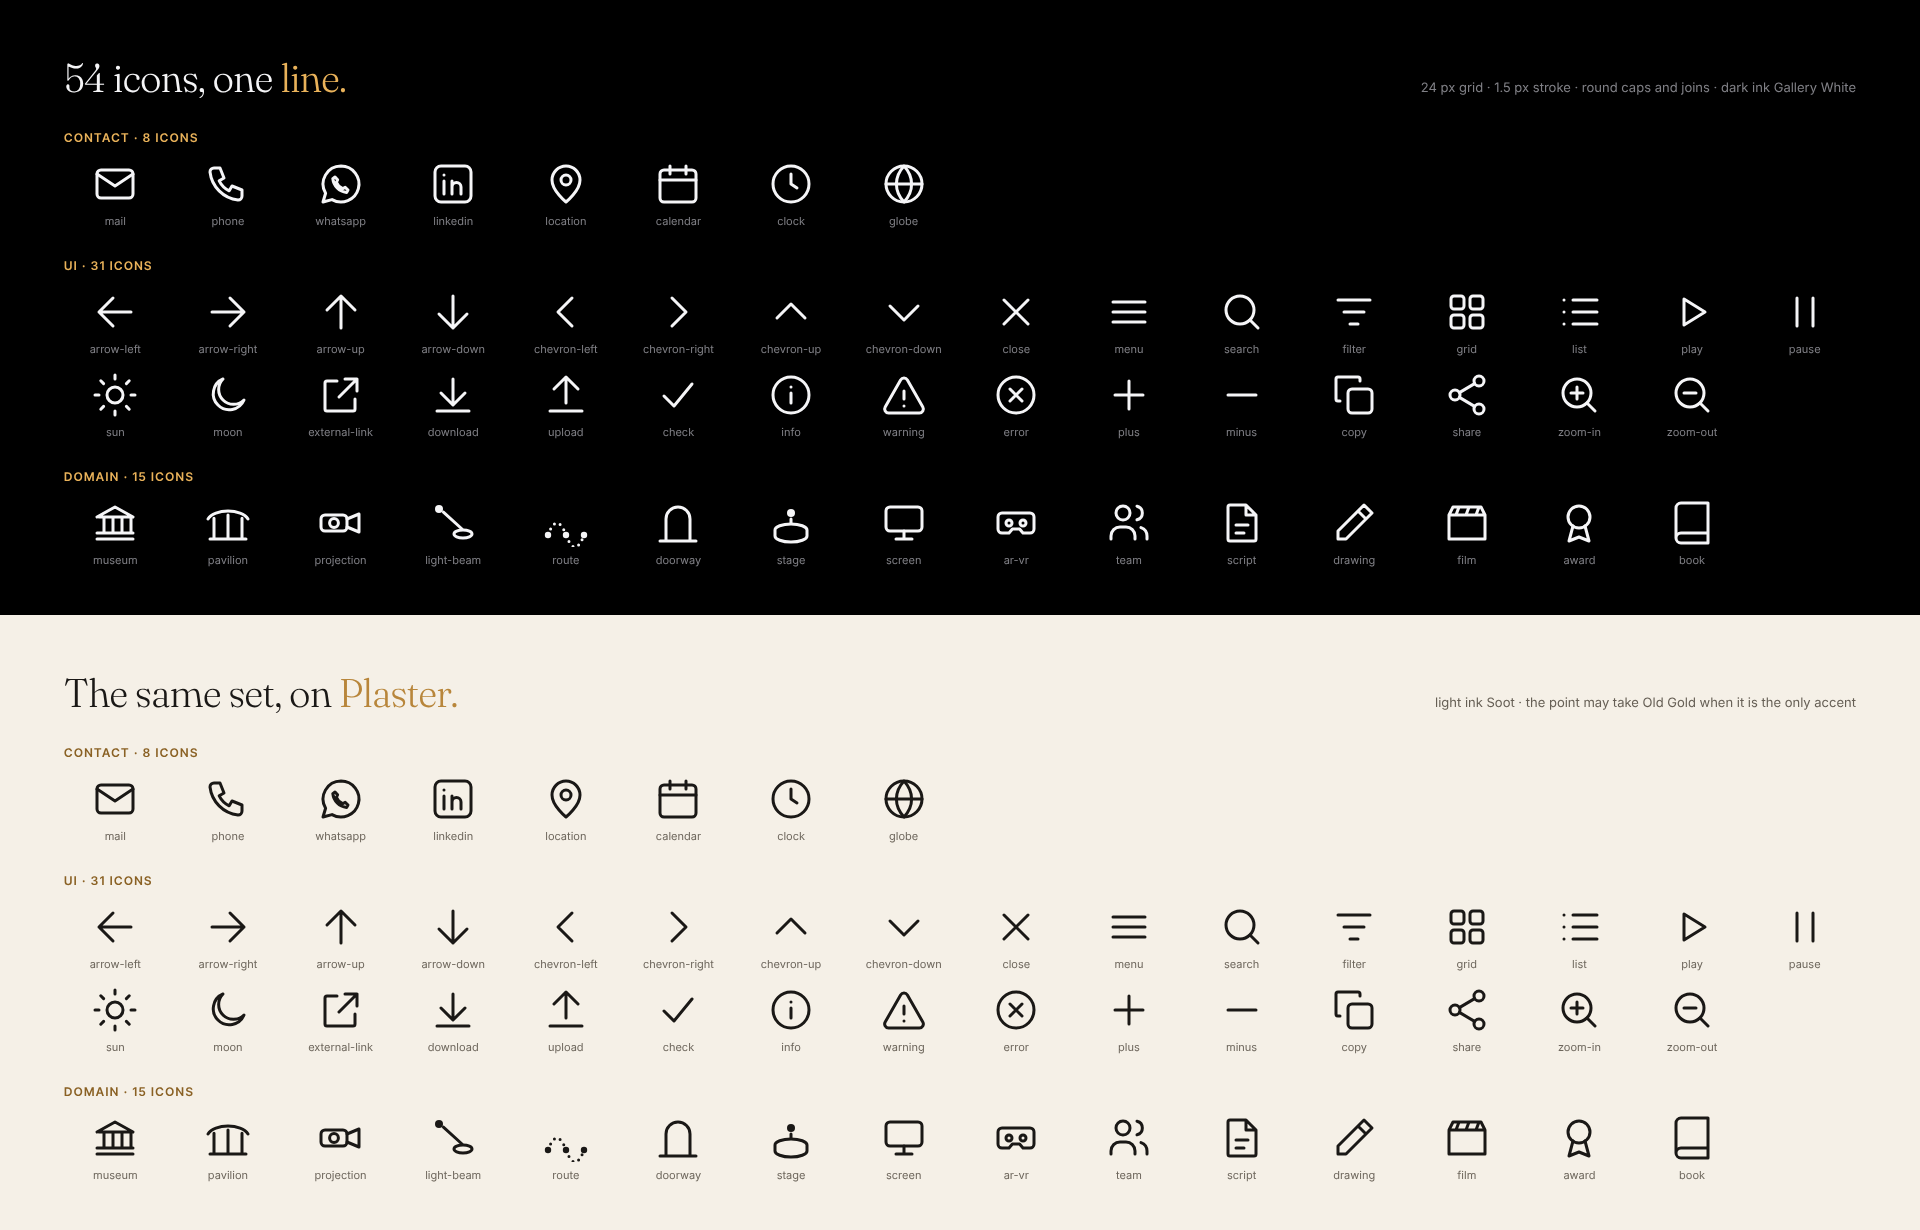 54 icons, one line.
24 px grid · 1.5 px stroke · round caps and joins · dark ink Gallery White
CONTACT · 8 ICONS
mail phone whatsapp linkedin location calendar clock globe
UI · 31 ICONS
arrow-left arrow-right arrow-up arrow-down chevron-left chevron-right chevron-up chevron-down close menu search filter grid list play pause
sun moon external-link download upload check info warning error plus minus copy share zoom-in zoom-out
DOMAIN · 15 ICONS
museum pavilion projection light-beam route doorway stage screen ar-vr team script drawing film award book
The same set, on Plaster.
light ink Soot · the point may take Old Gold when it is the only accent
CONTACT · 8 ICONS
mail phone whatsapp linkedin location calendar clock globe
UI · 31 ICONS
arrow-left arrow-right arrow-up arrow-down chevron-left chevron-right chevron-up chevron-down close menu search filter grid list play pause
sun moon external-link download upload check info warning error plus minus copy share zoom-in zoom-out
DOMAIN · 15 ICONS
museum pavilion projection light-beam route doorway stage screen ar-vr team script drawing film award book